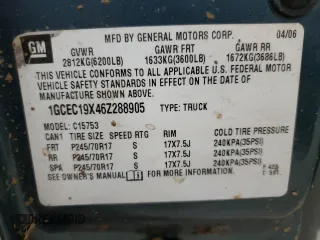 GM
MFD BY GENERAL MOTORS CORP. 04/06
GVWR GAWR FRT GAWR RR
2812KG(6200LB) 1633KG(3600LB) 1672KG(3686LB)
THIS VEHICLE CONFORMS TO ALL APPLICABLE U.S. FEDERAL MOTOR
VEHICLE SAFETY STANDARDS IN EFFECT ON THE DATE OF
MANUFACTURE SHOWN ABOVE.
1GCEC19X46Z288905 TYPE: TRUCK
MODEL: C15753
CA1 TIRE SIZE SPEED RTG RIM COLD TIRE PRESSURE
FRT P245/70R17 S 17X7.5J 240KPA(35PSI)
RR P245/70R17 S 17X7.5J 240KPA(35PSI)
SPA P245/70R17 S 17X7.5J 240KPA(35PSI)
SEE OWNER'S MANUAL FOR ADDITIONAL INFORMATION